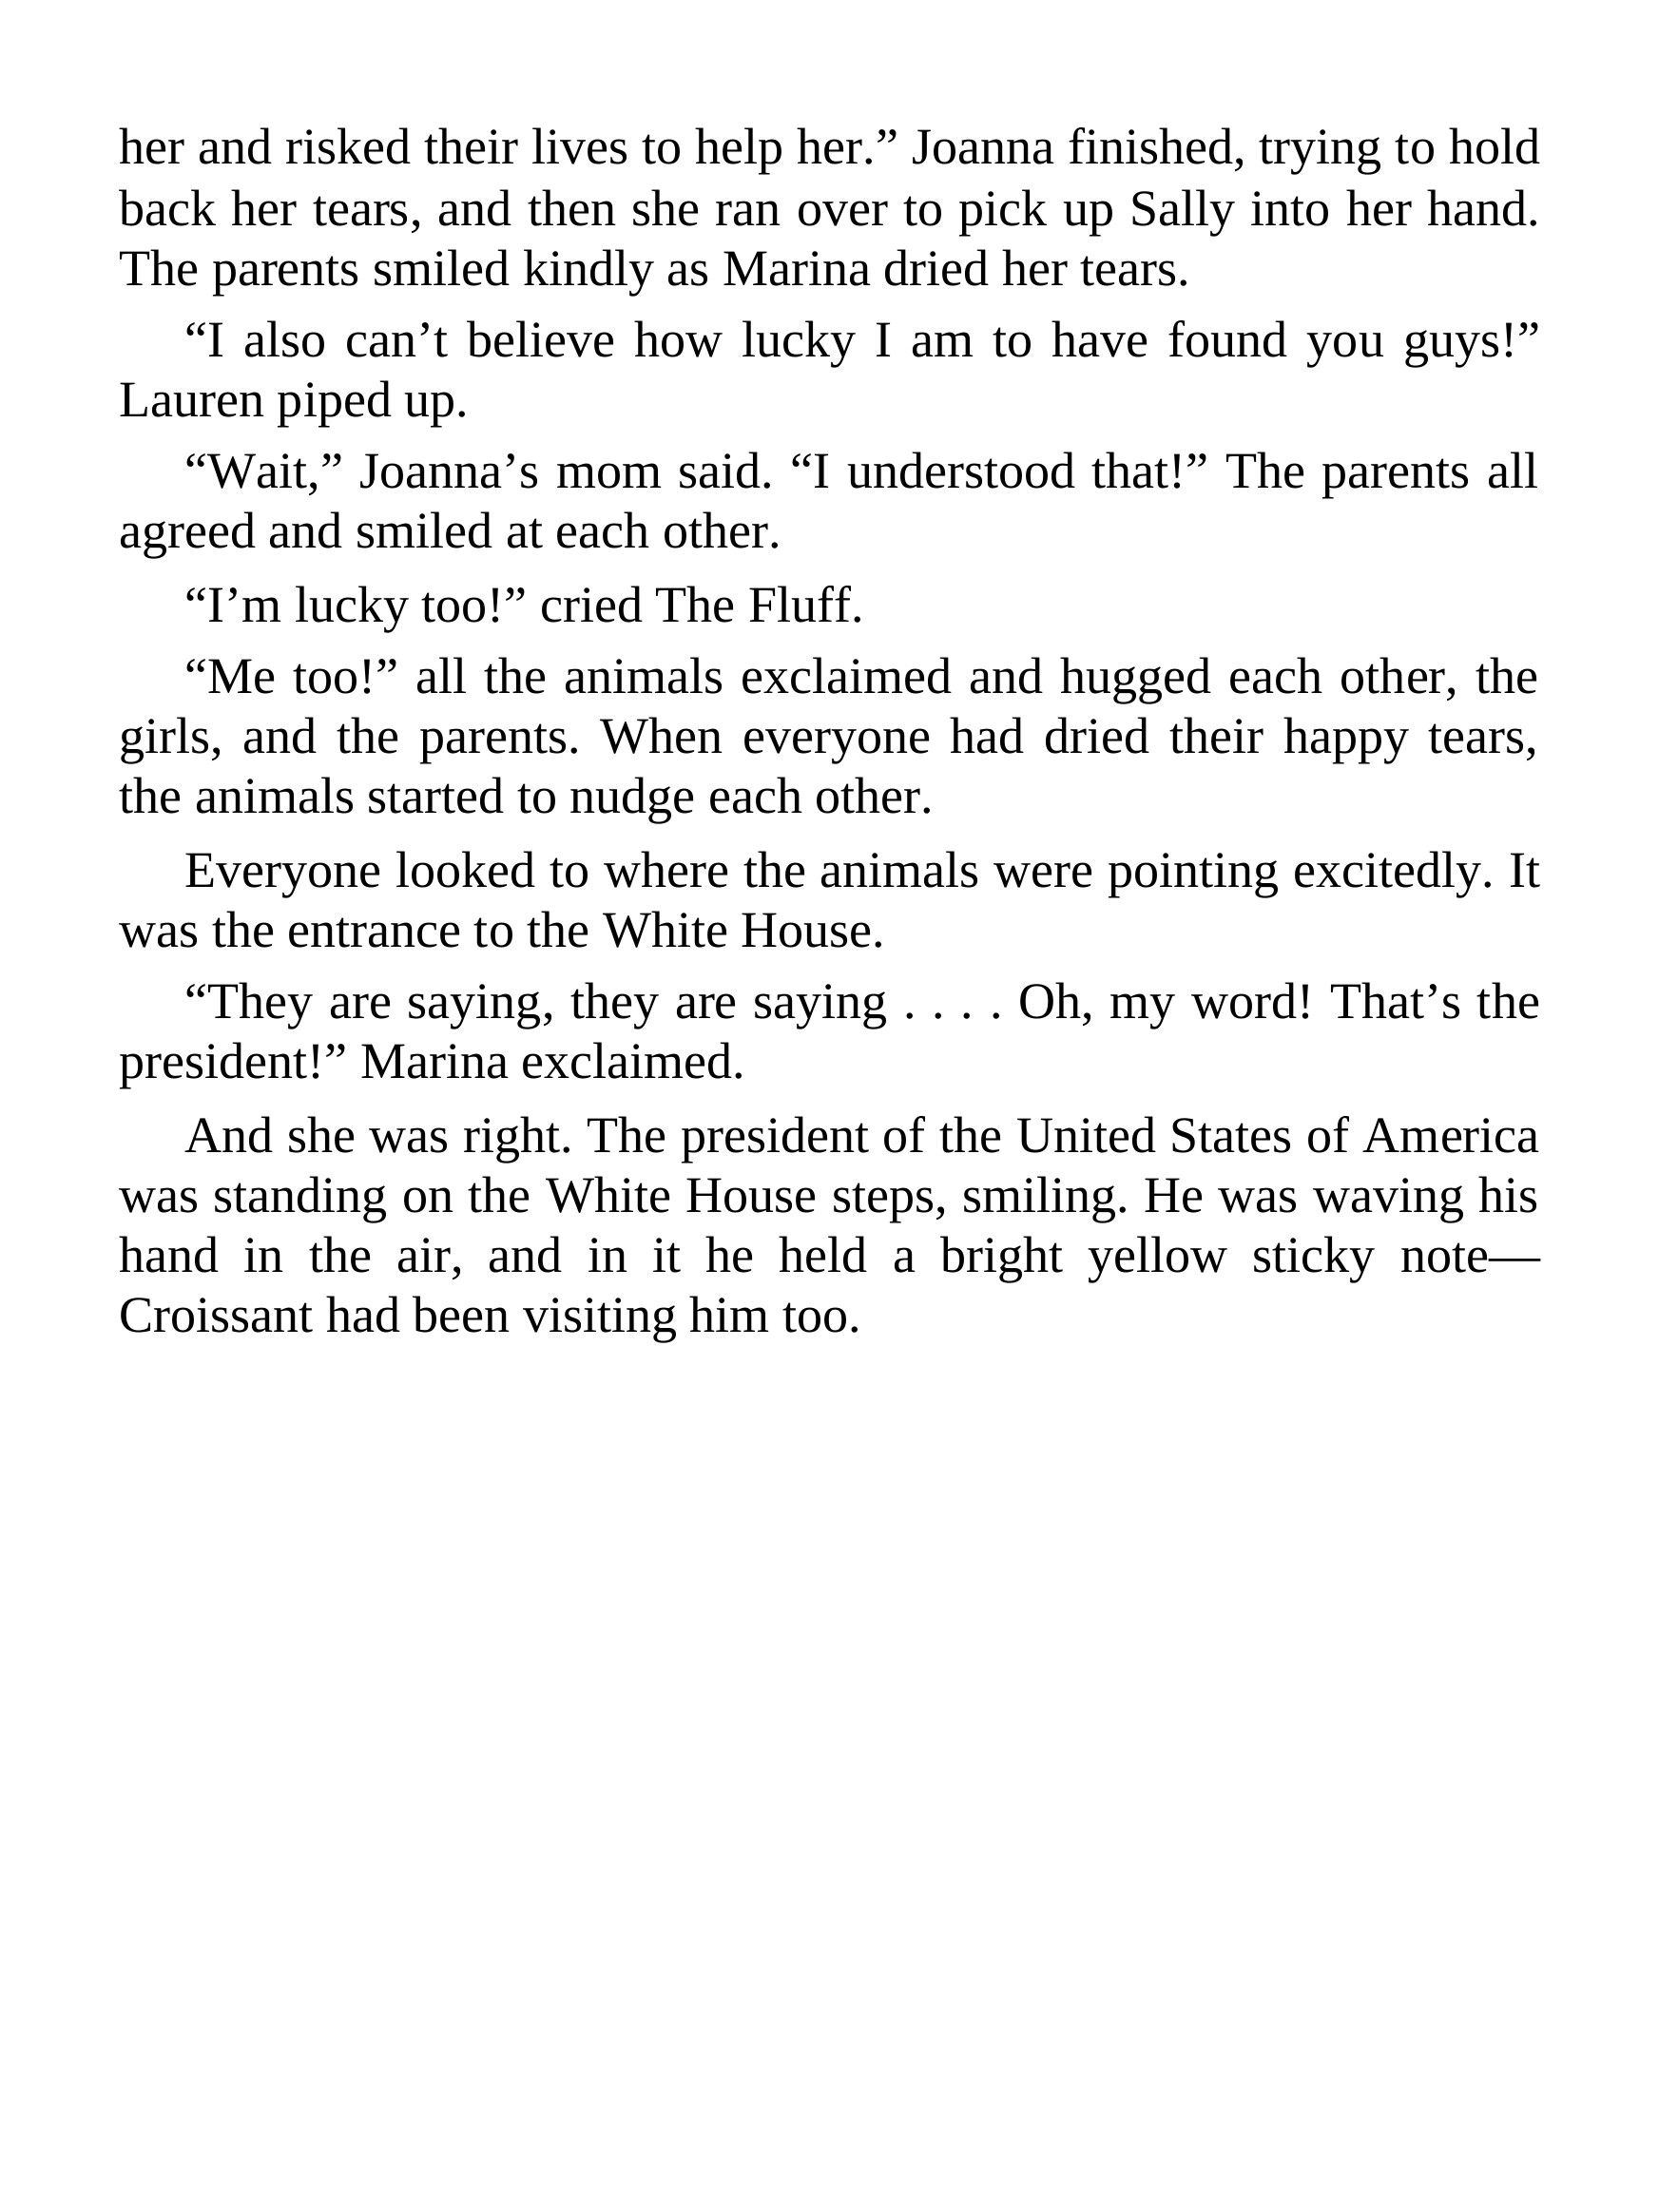 her and risked their lives to help her.” Joanna finished, trying to hold
back her tears, and then she ran over to pick up Sally into her hand.
The parents smiled kindly as Marina dried her tears.
“I also can’t believe how lucky I am to have found you guys!”
Lauren piped up.
“Wait,” Joanna’s mom said. “I understood that!” The parents all
agreed and smiled at each other.
“I’m lucky too!” cried The Fluff.
“Me too!” all the animals exclaimed and hugged each other, the
girls, and the parents. When everyone had dried their happy tears,
the animals started to nudge each other.
Everyone looked to where the animals were pointing excitedly. It
was the entrance to the White House.
“They are saying, they are saying . . . . Oh, my word! That’s the
president!” Marina exclaimed.
And she was right. The president of the United States of America
was standing on the White House steps, smiling. He was waving his
hand in the air, and in it he held a bright yellow sticky note—
Croissant had been visiting him too.